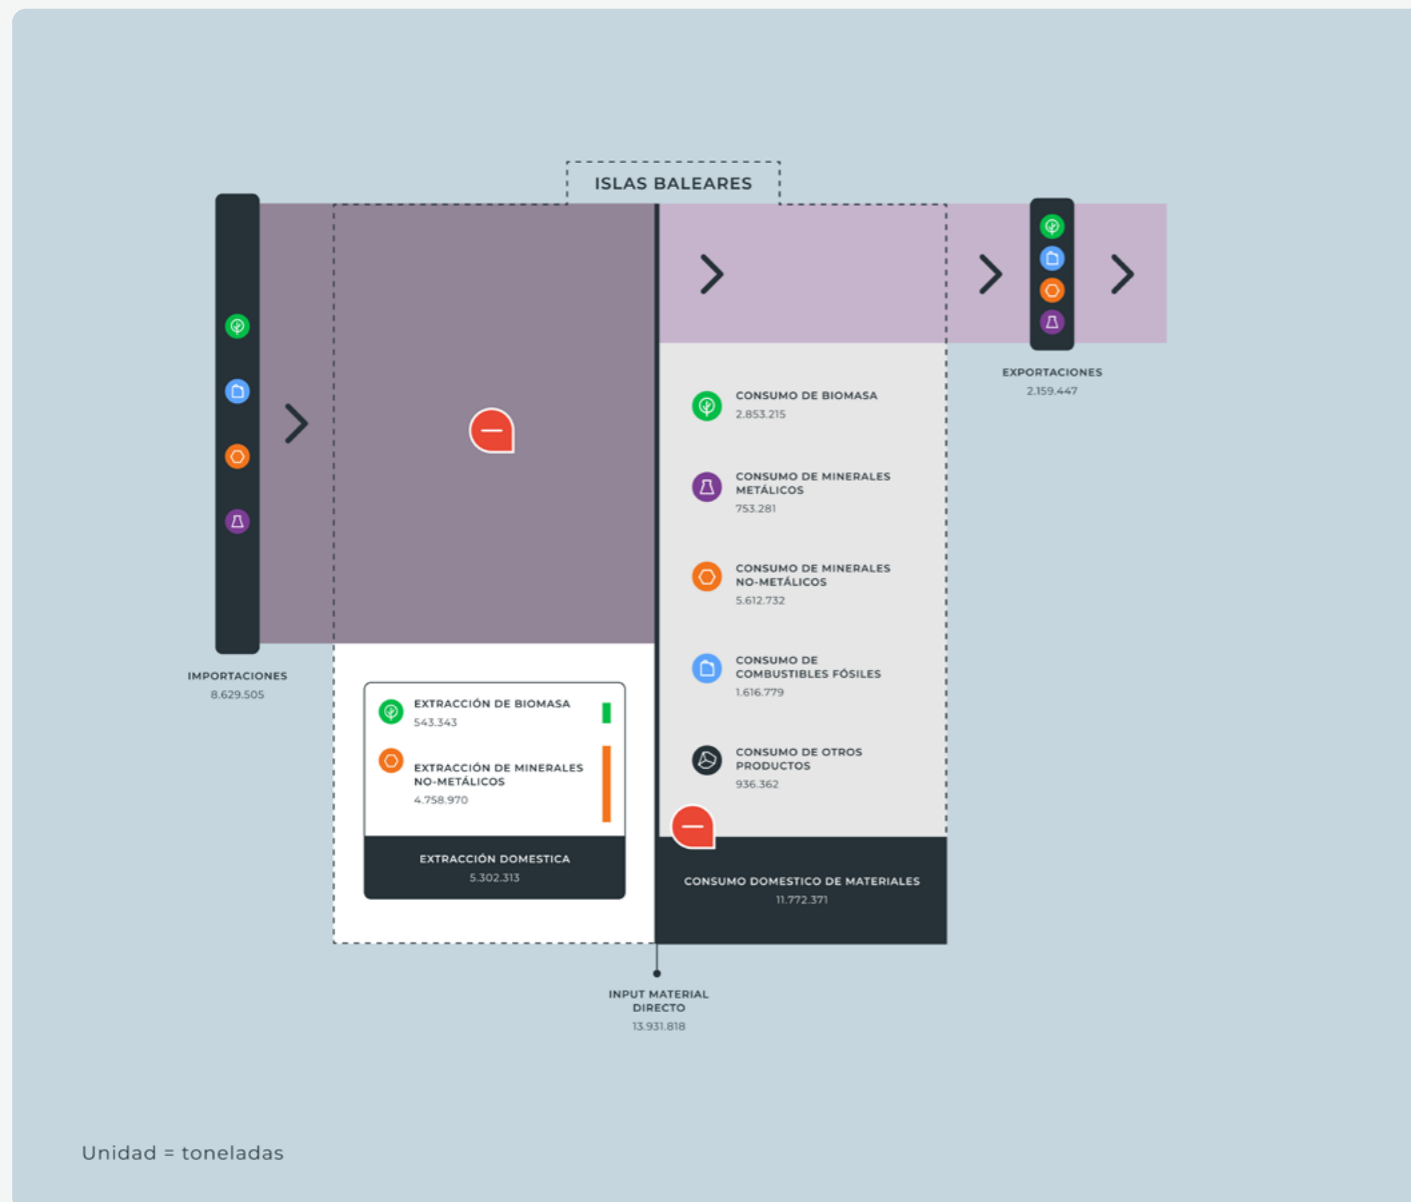 ISLAS BALEARES
IMPORTACIONES
8.629.505
EXTRACCIÓN DE BIOMASA
543.343
EXTRACCIÓN DE MINERALES
NO-METÁLICOS
4.758.970
EXTRACCIÓN DOMESTICA
5.302.313
INPUT MATERIAL
DIRECTO
13.931.818
CONSUMO DE BIOMASA
2.853.215
CONSUMO DE MINERALES
METÁLICOS
753.281
CONSUMO DE MINERALES
NO-METÁLICOS
5.612.732
CONSUMO DE
COMBUSTIBLES FÓSILES
1.616.779
CONSUMO DE OTROS
PRODUCTOS
936.362
CONSUMO DOMESTICO DE MATERIALES
11.772.371
EXPORTACIONES
2.159.447
Unidad = toneladas